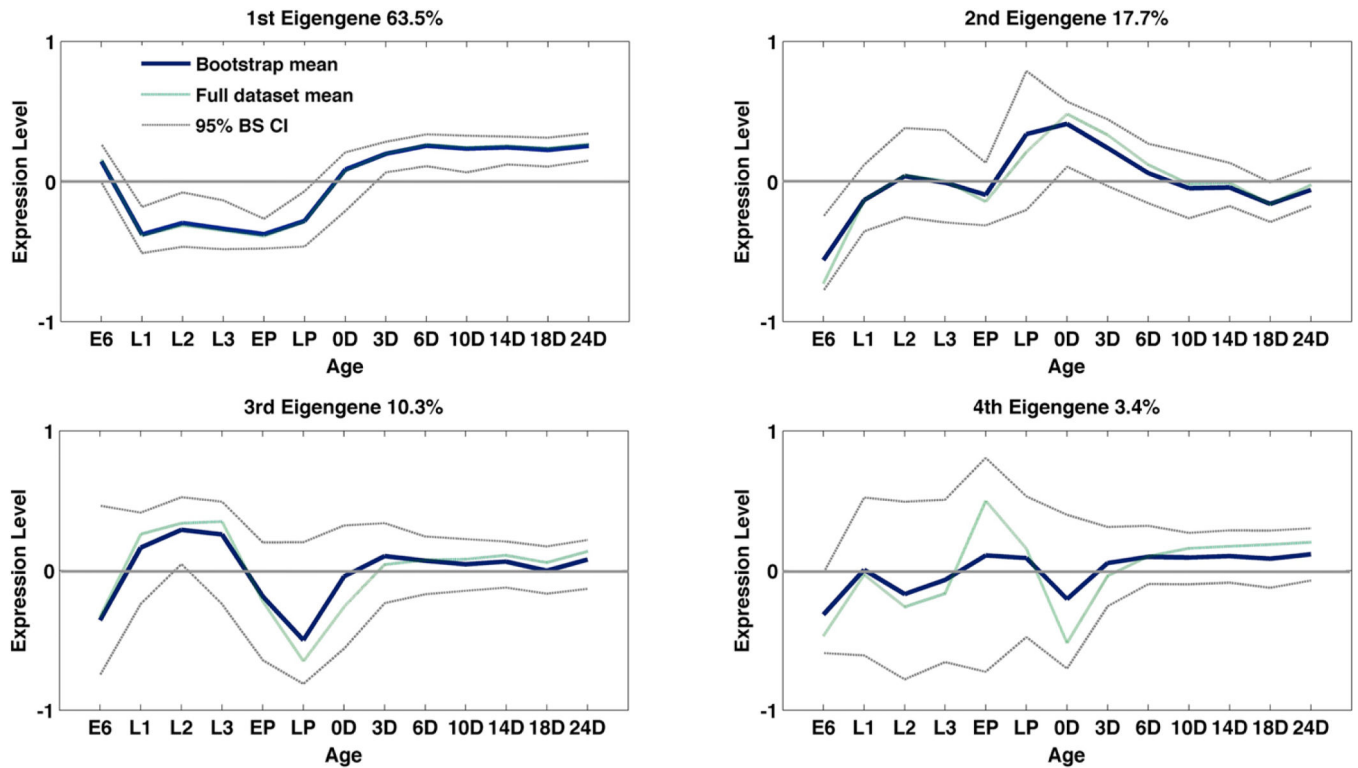 1st Eigengene 63.5%
Expression Level
1
0
-1
Bootstrap mean
Full dataset mean
95% BS CI
E6 L1 L2 L3 EP LP 0D 3D 6D 10D 14D 18D 24D
Age
2nd Eigengene 17.7%
Expression Level
1
0
-1
E6 L1 L2 L3 EP LP 0D 3D 6D 10D 14D 18D 24D
Age
3rd Eigengene 10.3%
Expression Level
1
0
-1
E6 L1 L2 L3 EP LP 0D 3D 6D 10D 14D 18D 24D
Age
4th Eigengene 3.4%
Expression Level
1
0
-1
E6 L1 L2 L3 EP LP 0D 3D 6D 10D 14D 18D 24D
Age